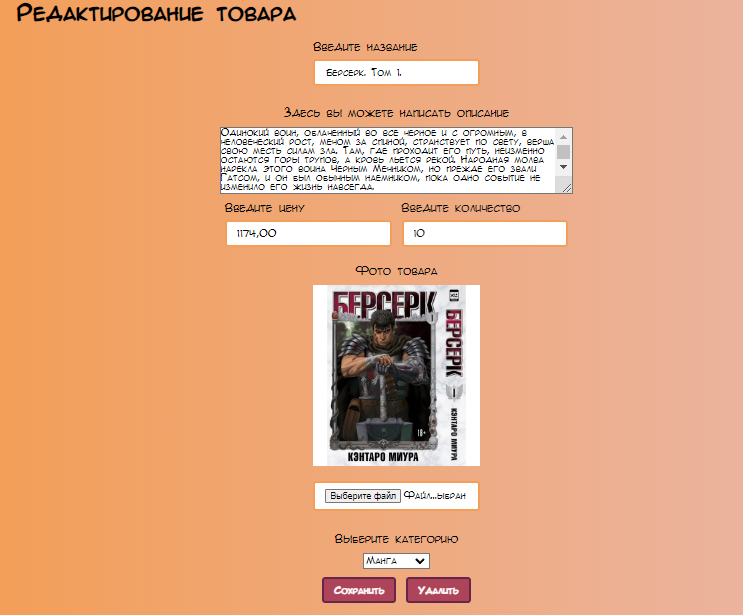 Редактирование товара
Введите название
Берсерк. Том 1.
Здесь вы можете написать описание
Одинокий воин, облаченный во все черное и с огромным, в
человеческий рост, мечом за спиной, странствует по свету, верша
свою месть силам зла. Там, где проходит его путь, неизменно
остаются горы трупов, а кровь льется рекой. Народная молва
нарекла этого воина Черным Мечником, но прежде его звали
Гатсом, и он был обычным наемником, пока одно событие не
изменило его жизнь навсегда.
Введите цену
Введите количество
1174,00
10
Фото товара
БЕРСЕРК
БЕРСЕРК
1
18+
КЭНТАРО МИУРА
КЭНТАРО МИУРА
Выберите файл Файл...ыбран
Выберите категорию
Манга
Сохранить Удалить